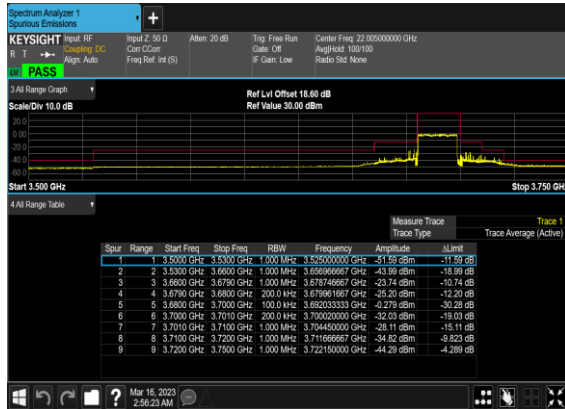 Spectrum Analyzer 1
Spurious Emissions
KEYSIGHT Input: RF Input Z: 50 Ω Atten: 20 dB Trig: Free Run Center Freq: 22.005000000 GHz
R T Coupling: DC Corr CCorr Gate: Off Avg|Hold: 100/100
Align: Auto Freq Ref: Int (S) IF Gain: Low Radio Std: None
PASS
3 All Range Graph Ref Lvl Offset 18.60 dB
Scale/Div 10.0 dB Ref Value 30.00 dBm
20.0
0.00
-20.0
-40.0
-60.0
Start 3.500 GHz Stop 3.750 GH
4 All Range Table
Measure Trace Trace 1
Trace Type Trace Average (Active)
Spur Range Start Freq Stop Freq RBW Frequency Amplitude ΔLimit
1 1 3.5000 GHz 3.5300 GHz 1.000 MHz 3.525000000 GHz -51.59 dBm -11.59 dB
2 2 3.5300 GHz 3.6600 GHz 1.000 MHz 3.656966667 GHz -43.99 dBm -18.99 dB
3 3 3.6600 GHz 3.6790 GHz 1.000 MHz 3.678746667 GHz -23.74 dBm -10.74 dB
4 4 3.6790 GHz 3.6800 GHz 200.0 kHz 3.679961667 GHz -25.20 dBm -12.20 dB
5 5 3.6800 GHz 3.7000 GHz 100.0 kHz 3.692033333 GHz -0.279 dBm -30.28 dB
6 6 3.7000 GHz 3.7010 GHz 200.0 kHz 3.700020000 GHz -32.03 dBm -19.03 dB
7 7 3.7010 GHz 3.7100 GHz 1.000 MHz 3.704450000 GHz -28.11 dBm -15.11 dB
8 8 3.7100 GHz 3.7200 GHz 1.000 MHz 3.711666667 GHz -34.82 dBm -9.823 dB
9 9 3.7200 GHz 3.7500 GHz 1.000 MHz 3.722150000 GHz -44.29 dBm -4.289 dB
? Mar 16, 2023
2:56:23 AM